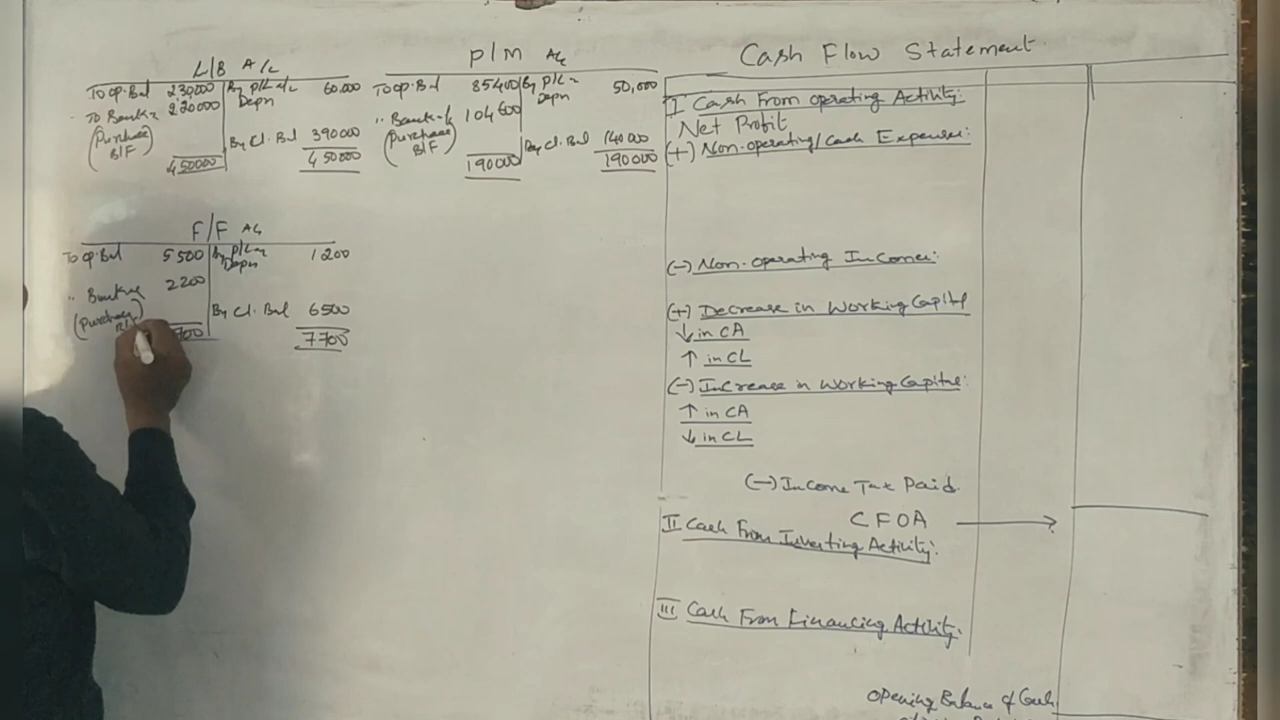 L/B A/c
To op. Bal 230000 By P/L a/c Depn 60.000
To Bank 220000
(Purchase B/F)
By Cl. Bal 390000
450000 450000
P/M A/c
To op. Bal 85400 By P/L Depn 50,000
,, Bank 104600
(Purchase B/F)
By Cl. Bal 140000
190000 190000
F/F A/c
To op. Bal 5500 By P/L Depn 1200
,, Bank 2200
(Purchase
By Cl. Bal 6500
700 7700
Cash Flow Statement
I Cash From operating Activity:
Net Profit
(+) Non-operating/Cash Expenses:
(-) Non-operating Incomes:
(+) Decrease in Working Capital
↓ in CA
↑ in CL
(-) Increase in Working Capital:
↑ in CA
↓ in CL
(-) Income Tax Paid.
CFOA →
II Cash From Investing Activity:
III Cash From Financing Activity.
Opening Balance of Cash